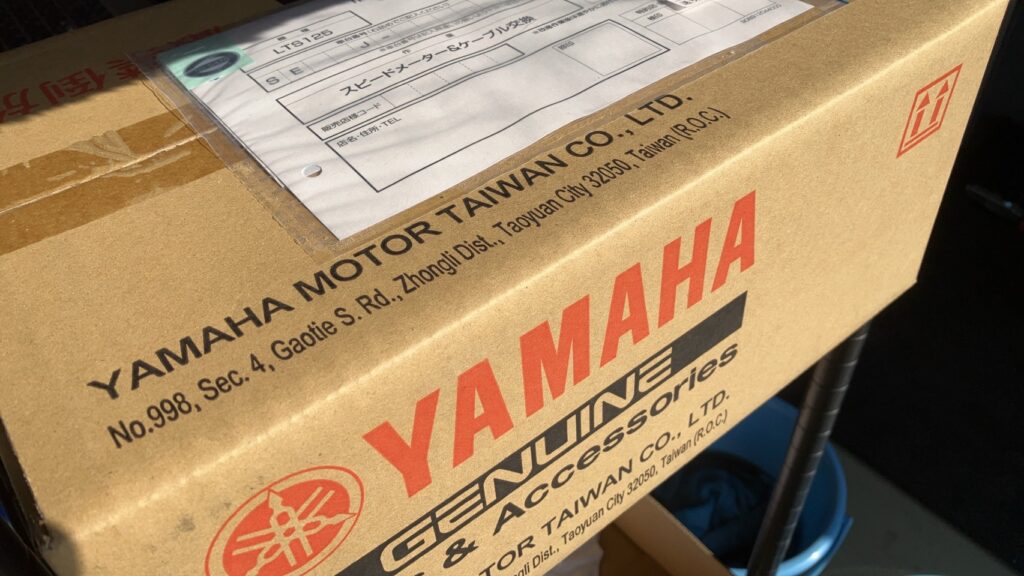 LTS125
SE J
スピードメーター&ケーブル交換
販売店様コード
店名・住所・TEL
YAMAHA MOTOR TAIWAN CO., LTD.
No.998, Sec. 4, Gaotie S. Rd., Zhongli Dist., Taoyuan City 32050, Taiwan (R.O.C.)
YAMAHA
GENUINE
& Accessories
TOR TAIWAN CO., LTD.
Dist., Taoyuan City 32050, Taiwan (R.O.C.)